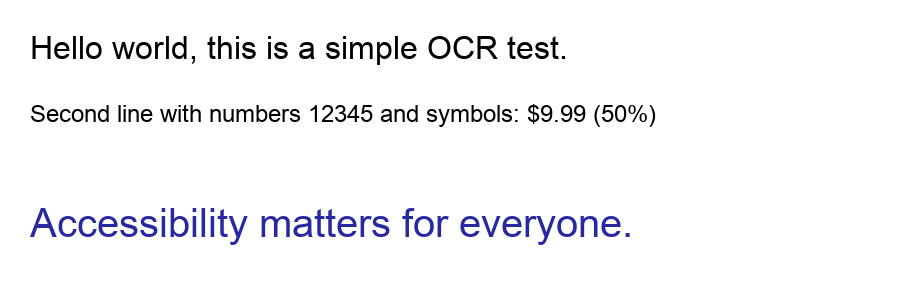 Hello world, this is a simple OCR test.
Second line with numbers 12345 and symbols: $9.99 (50%)
Accessibility matters for everyone.